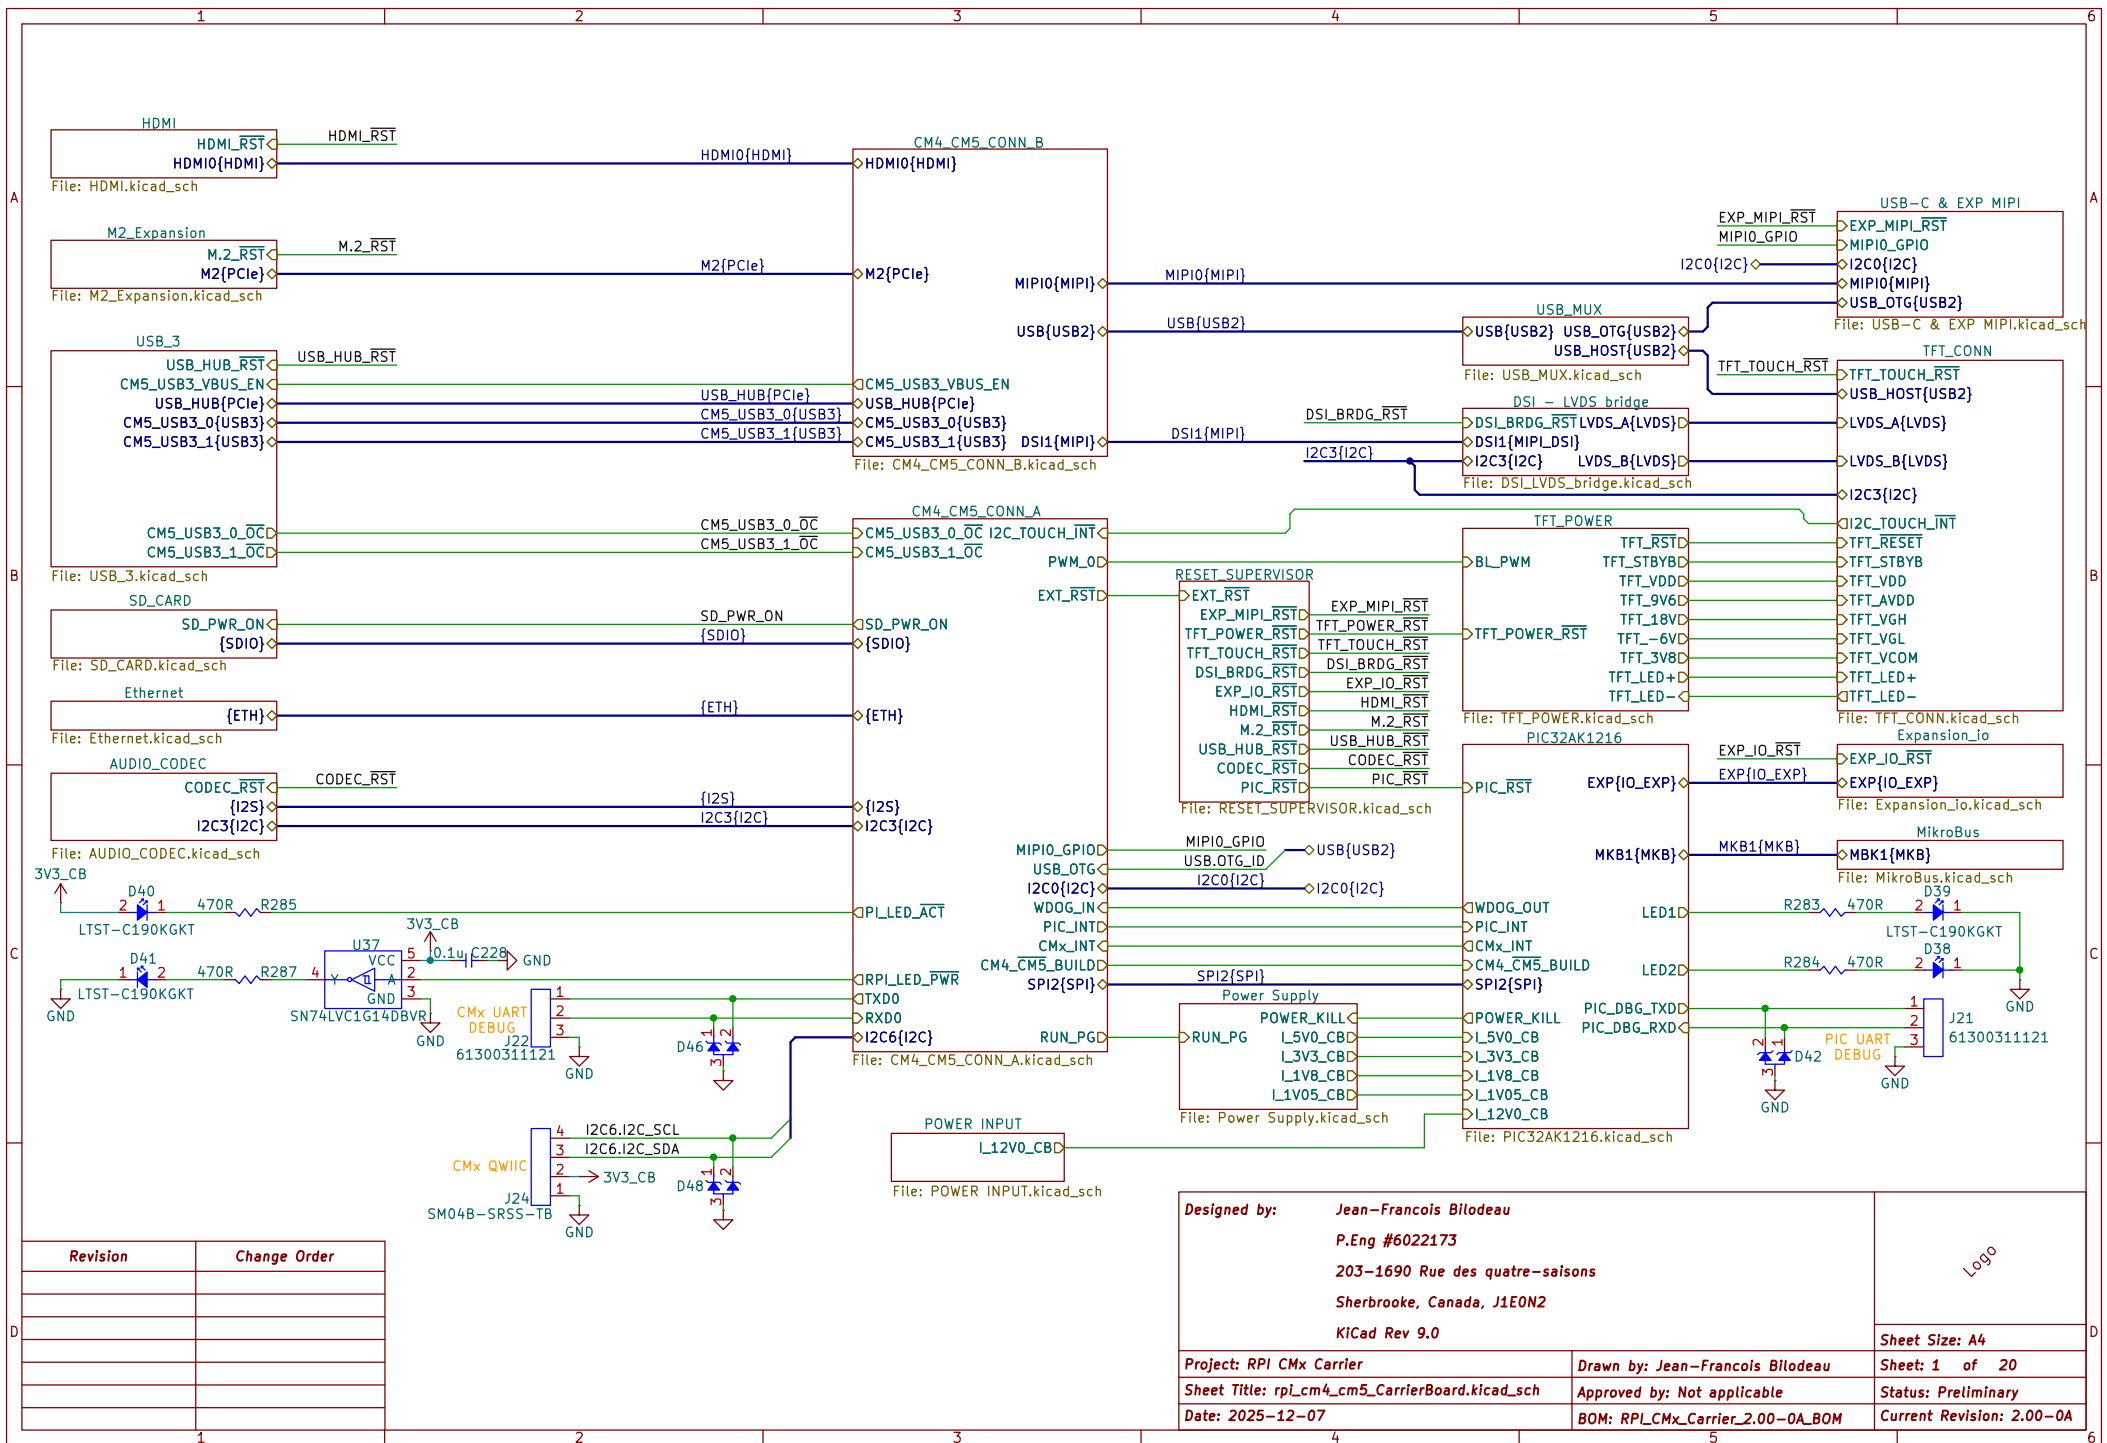 1 2 3 4 5 6
A
A
B
B
C
C
D
D
HDMI
HDMI_RST
HDMI0{HDMI}
File: HDMI.kicad_sch
HDMI_RST
HDMI0{HDMI}
M2_Expansion
M.2_RST
M2{PCIe}
File: M2_Expansion.kicad_sch
M.2_RST
M2{PCIe}
USB_3
USB_HUB_RST
CM5_USB3_VBUS_EN
USB_HUB{PCIe}
CM5_USB3_0{USB3}
CM5_USB3_1{USB3}
CM5_USB3_0_OC
CM5_USB3_1_OC
File: USB_3.kicad_sch
USB_HUB_RST
USB_HUB{PCIe}
CM5_USB3_0{USB3}
CM5_USB3_1{USB3}
CM5_USB3_0_OC
CM5_USB3_1_OC
SD_CARD
SD_PWR_ON
{SDIO}
File: SD_CARD.kicad_sch
SD_PWR_ON
{SDIO}
Ethernet
{ETH}
File: Ethernet.kicad_sch
{ETH}
AUDIO_CODEC
CODEC_RST
{I2S}
I2C3{I2C}
File: AUDIO_CODEC.kicad_sch
CODEC_RST
{I2S}
I2C3{I2C}
3V3_CB
D40
2 1
LTST-C190KGKT
470R R285
D41
1 2
LTST-C190KGKT
470R R287
GND
U37
VCC 5
4 Y A 2
GND 3
SN74LVC1G14DBVR
3V3_CB
0.1u C228
GND
GND
CMx UART
DEBUG
1
2
3
J22
61300311121
GND
D46
1 2
3
I2C6.I2C_SCL
I2C6.I2C_SDA
CMx QWIIC
4
3
2
1
3V3_CB
J24
SM04B-SRSS-TB
GND
D48
1 2
3
CM4_CM5_CONN_B
HDMI0{HDMI}
M2{PCIe}
MIPI0{MIPI}
USB{USB2}
CM5_USB3_VBUS_EN
USB_HUB{PCIe}
CM5_USB3_0{USB3}
CM5_USB3_1{USB3} DSI1{MIPI}
File: CM4_CM5_CONN_B.kicad_sch
MIPI0{MIPI}
USB{USB2}
DSI1{MIPI}
CM4_CM5_CONN_A
CM5_USB3_0_OC I2C_TOUCH_INT
CM5_USB3_1_OC
PWM_0
EXT_RST
SD_PWR_ON
{SDIO}
{ETH}
{I2S}
I2C3{I2C}
MIPI0_GPIO
USB_OTG
I2C0{I2C}
WDOG_IN
PI_LED_ACT
PIC_INT
CMx_INT
CM4_CM5_BUILD
RPI_LED_PWR
SPI2{SPI}
TXD0
RXD0
I2C6{I2C} RUN_PG
File: CM4_CM5_CONN_A.kicad_sch
RESET_SUPERVISOR
EXT_RST
EXP_MIPI_RST
TFT_POWER_RST
TFT_TOUCH_RST
DSI_BRDG_RST
EXP_IO_RST
HDMI_RST
M.2_RST
USB_HUB_RST
CODEC_RST
PIC_RST
File: RESET_SUPERVISOR.kicad_sch
EXP_MIPI_RST
TFT_POWER_RST
TFT_TOUCH_RST
DSI_BRDG_RST
EXP_IO_RST
HDMI_RST
M.2_RST
USB_HUB_RST
CODEC_RST
PIC_RST
MIPI0_GPIO
USB.OTG_ID
USB{USB2}
I2C0{I2C}
I2C0{I2C}
SPI2{SPI}
Power Supply
POWER_KILL
RUN_PG I_5V0_CB
I_3V3_CB
I_1V8_CB
I_1V05_CB
File: Power Supply.kicad_sch
POWER INPUT
I_12V0_CB
File: POWER INPUT.kicad_sch
USB_MUX
USB{USB2} USB_OTG{USB2}
USB_HOST{USB2}
File: USB_MUX.kicad_sch
DSI - LVDS bridge
DSI_BRDG_RST
DSI_BRDG_RST LVDS_A{LVDS}
DSI1{MIPI_DSI}
I2C3{I2C}
I2C3{I2C} LVDS_B{LVDS}
File: DSI_LVDS_bridge.kicad_sch
TFT_POWER
TFT_RST
BL_PWM TFT_STBYB
TFT_VDD
TFT_9V6
TFT_18V
TFT_POWER_RST TFT_-6V
TFT_3V8
TFT_LED+
TFT_LED-
File: TFT_POWER.kicad_sch
PIC32AK1216
EXP{IO_EXP}
PIC_RST
MKB1{MKB}
WDOG_OUT LED1
PIC_INT
CMx_INT
CM4_CM5_BUILD LED2
SPI2{SPI}
PIC_DBG_TXD
POWER_KILL PIC_DBG_RXD
I_5V0_CB
I_3V3_CB
I_1V8_CB
I_1V05_CB
I_12V0_CB
File: PIC32AK1216.kicad_sch
USB-C & EXP MIPI
EXP_MIPI_RST
MIPI0_GPIO
I2C0{I2C}
EXP_MIPI_RST
MIPI0_GPIO
I2C0{I2C}
MIPI0{MIPI}
USB_OTG{USB2}
File: USB-C & EXP MIPI.kicad_sch
TFT_CONN
TFT_TOUCH_RST
TFT_TOUCH_RST
USB_HOST{USB2}
LVDS_A{LVDS}
LVDS_B{LVDS}
I2C3{I2C}
I2C_TOUCH_INT
TFT_RESET
TFT_STBYB
TFT_VDD
TFT_AVDD
TFT_VGH
TFT_VGL
TFT_VCOM
TFT_LED+
TFT_LED-
File: TFT_CONN.kicad_sch
Expansion_io
EXP_IO_RST
EXP_IO_RST
EXP{IO_EXP}
EXP{IO_EXP}
File: Expansion_io.kicad_sch
MikroBus
MKB1{MKB}
MBK1{MKB}
File: MikroBus.kicad_sch
D39
R283 470R 2 1
LTST-C190KGKT
D38
R284 470R 2 1
GND
1
2
3
J21
61300311121
PIC UART
DEBUG
GND
D42
2 1
3
GND
Revision Change Order
Designed by: Jean-Francois Bilodeau
P.Eng #6022173
203-1690 Rue des quatre-saisons
Sherbrooke, Canada, J1E0N2
KiCad Rev 9.0
Logo
Sheet Size: A4
Project: RPI CMx Carrier
Drawn by: Jean-Francois Bilodeau
Sheet: 1 of 20
Sheet Title: rpi_cm4_cm5_CarrierBoard.kicad_sch
Approved by: Not applicable
Status: Preliminary
Date: 2025-12-07
BOM: RPI_CMx_Carrier_2.00-0A_BOM
Current Revision: 2.00-0A
1 2 3 4 5 6